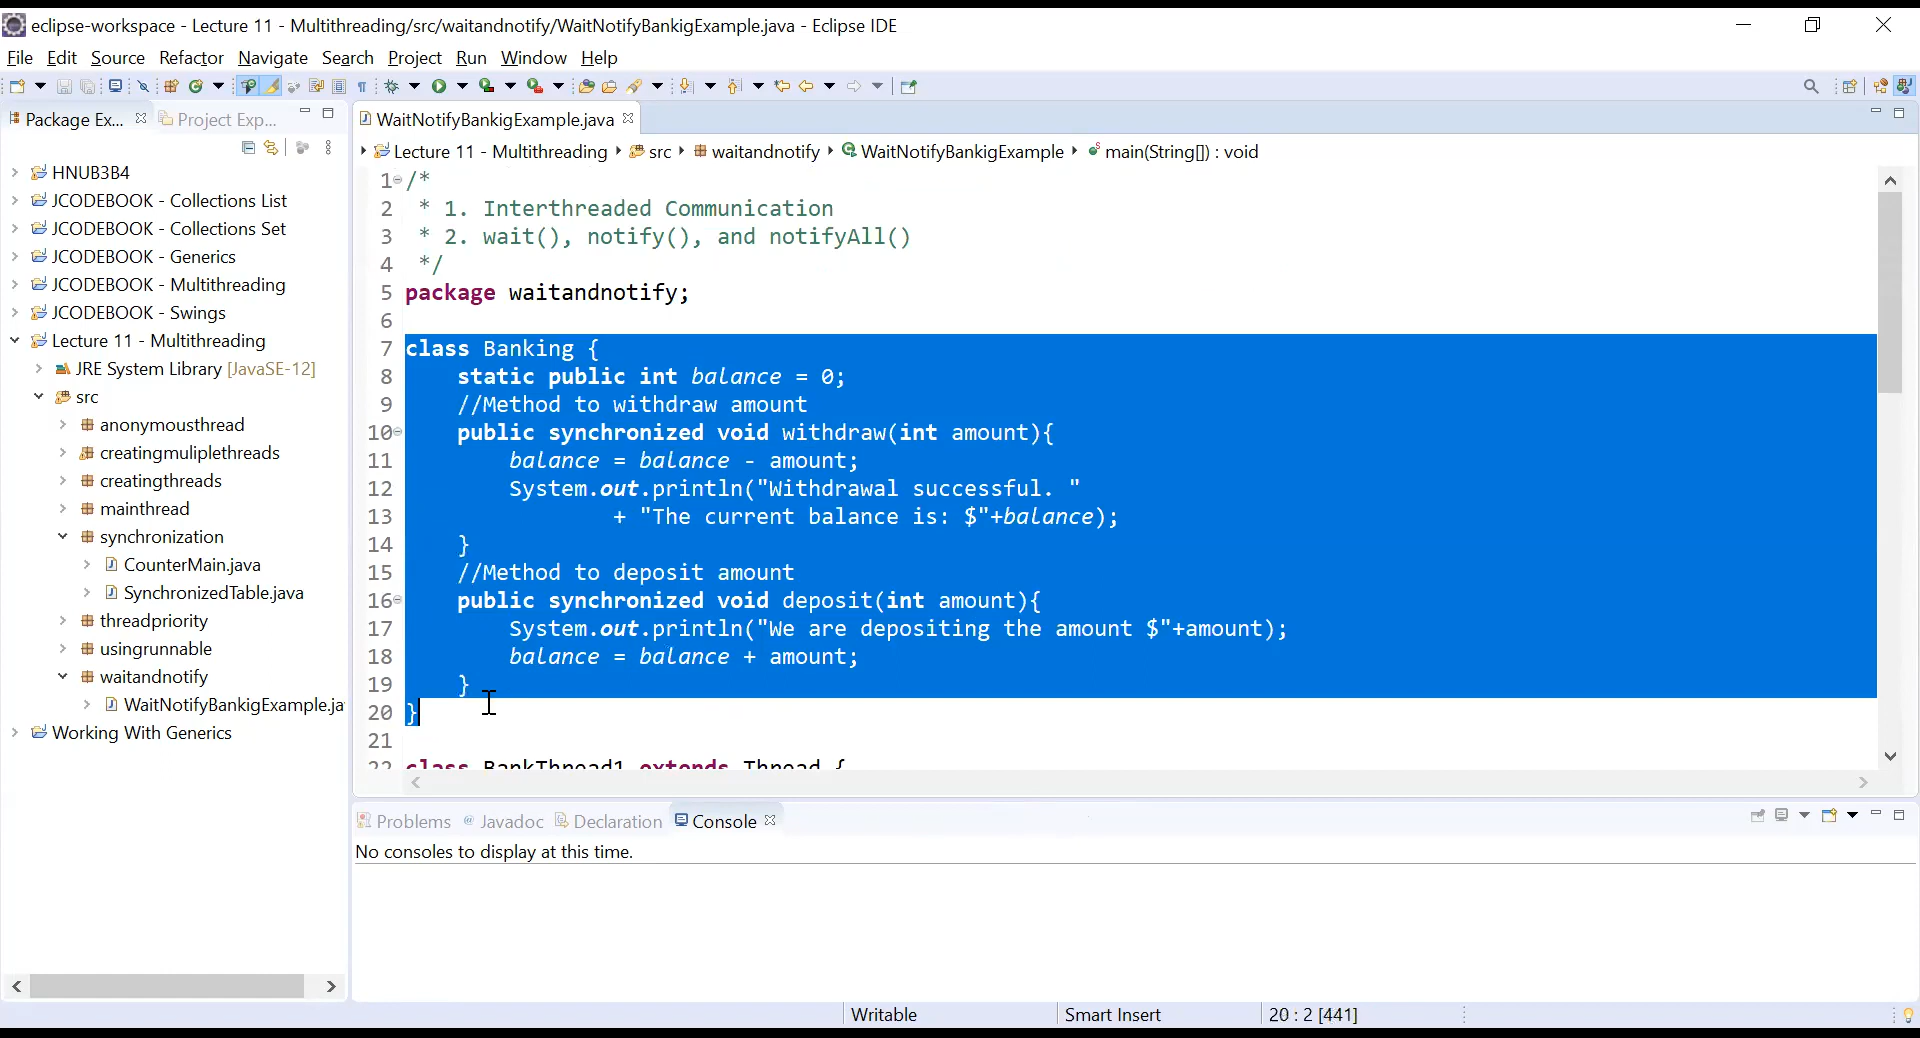 eclipse-workspace - Lecture 11 - Multithreading/src/waitandnotify/WaitNotifyBankigExample.java - Eclipse IDE
File Edit Source Refactor Navigate Search Project Run Window Help
Package Ex... Project Exp...
HNUB3B4
JCODEBOOK - Collections List
JCODEBOOK - Collections Set
JCODEBOOK - Generics
JCODEBOOK - Multithreading
JCODEBOOK - Swings
Lecture 11 - Multithreading
JRE System Library [JavaSE-12]
src
anonymousthread
creatingmuliplethreads
creatingthreads
mainthread
synchronization
CounterMain.java
SynchronizedTable.java
threadpriority
usingrunnable
waitandnotify
WaitNotifyBankigExample.ja
Working With Generics
WaitNotifyBankigExample.java
Lecture 11 - Multithreading src waitandnotify WaitNotifyBankigExample main(String[]) : void
1 /*
2 * 1. Interthreaded Communication
3 * 2. wait(), notify(), and notifyAll()
4 */
5 package waitandnotify;
6
7 class Banking {
8 static public int balance = 0;
9 //Method to withdraw amount
10 public synchronized void withdraw(int amount){
11 balance = balance - amount;
12 System.out.println("Withdrawal successful. "
13 + "The current balance is: $"+balance);
14 }
15 //Method to deposit amount
16 public synchronized void deposit(int amount){
17 System.out.println("We are depositing the amount $"+amount);
18 balance = balance + amount;
19 }
20 }
21
22 class BankThread1 extends Thread {
Problems Javadoc Declaration Console
No consoles to display at this time.
Writable Smart Insert 20 : 2 [441]